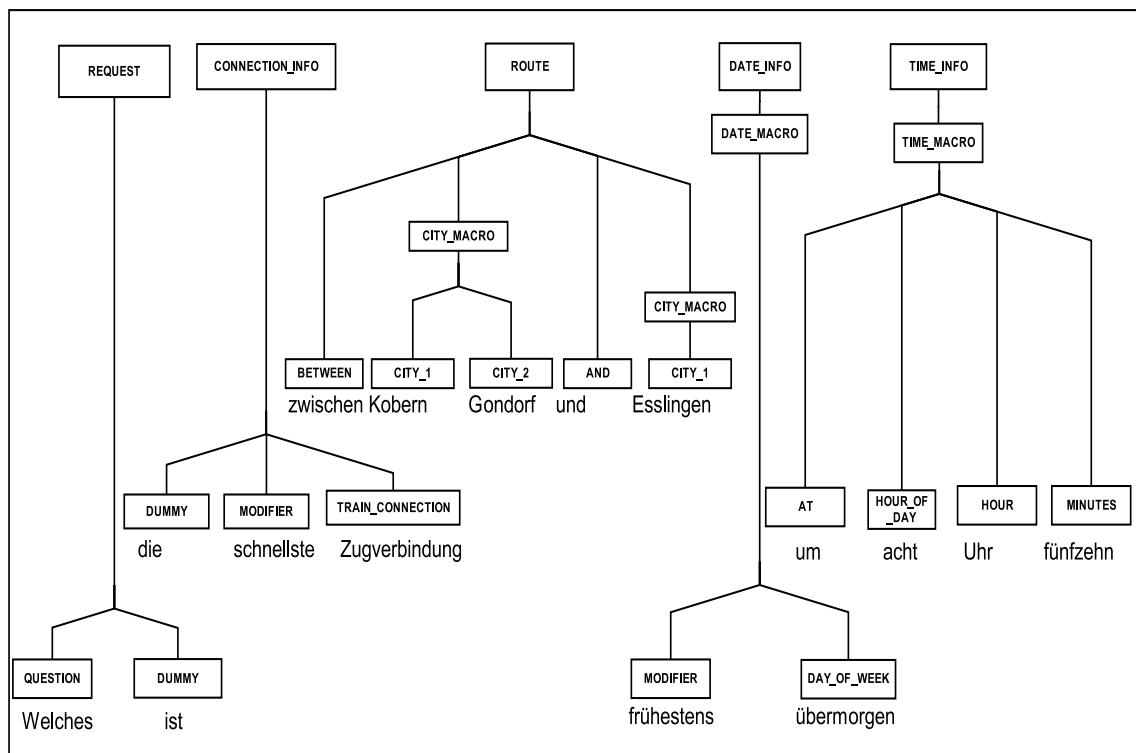 REQUEST CONNECTION_INFO ROUTE DATE_INFO TIME_INFO
DATE_MACRO TIME_MACRO
CITY_MACRO
CITY_MACRO
BETWEEN CITY_1 CITY_2 AND CITY_1
zwischen Kobern Gondorf und Esslingen
DUMMY MODIFIER TRAIN_CONNECTION
die schnellste Zugverbindung
AT HOUR_OF
_DAY HOUR MINUTES
um acht Uhr fünfzehn
QUESTION DUMMY
Welches ist
MODIFIER DAY_OF_WEEK
frühestens übermorgen